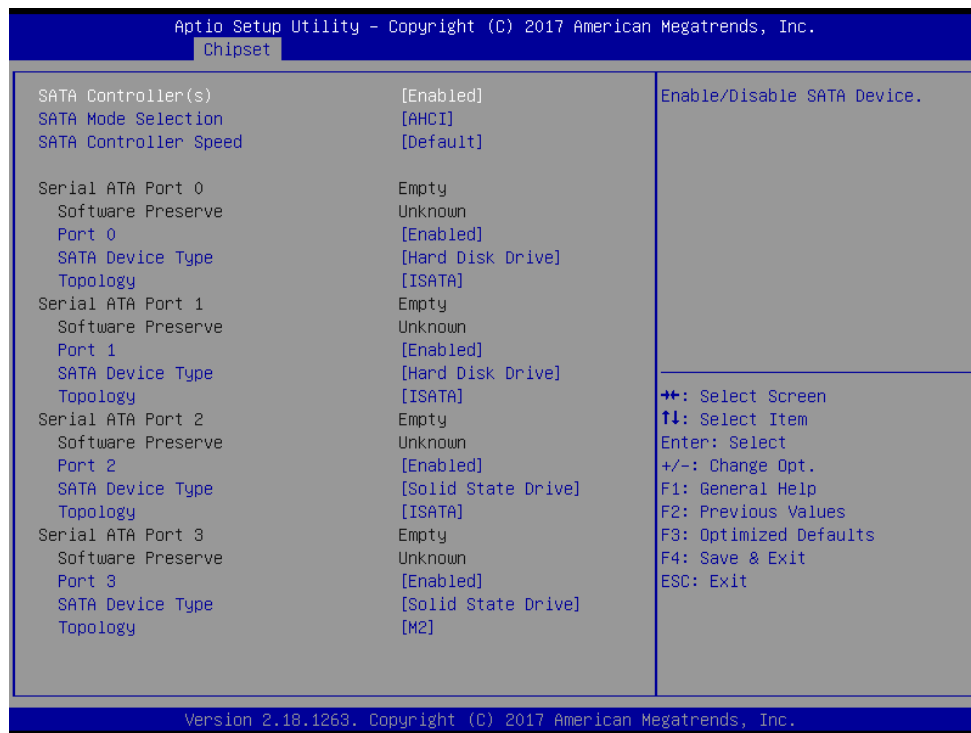 Aptio Setup Utility – Copyright (C) 2017 American Megatrends, Inc.
Chipset
SATA Controller(s) [Enabled]
SATA Mode Selection [AHCI]
SATA Controller Speed [Default]
Serial ATA Port 0 Empty
Software Preserve Unknown
Port 0 [Enabled]
SATA Device Type [Hard Disk Drive]
Topology [ISATA]
Serial ATA Port 1 Empty
Software Preserve Unknown
Port 1 [Enabled]
SATA Device Type [Hard Disk Drive]
Topology [ISATA]
Serial ATA Port 2 Empty
Software Preserve Unknown
Port 2 [Enabled]
SATA Device Type [Solid State Drive]
Topology [ISATA]
Serial ATA Port 3 Empty
Software Preserve Unknown
Port 3 [Enabled]
SATA Device Type [Solid State Drive]
Topology [M2]
Enable/Disable SATA Device.
→←: Select Screen
↑↓: Select Item
Enter: Select
+/-: Change Opt.
F1: General Help
F2: Previous Values
F3: Optimized Defaults
F4: Save & Exit
ESC: Exit
Version 2.18.1263. Copyright (C) 2017 American Megatrends, Inc.